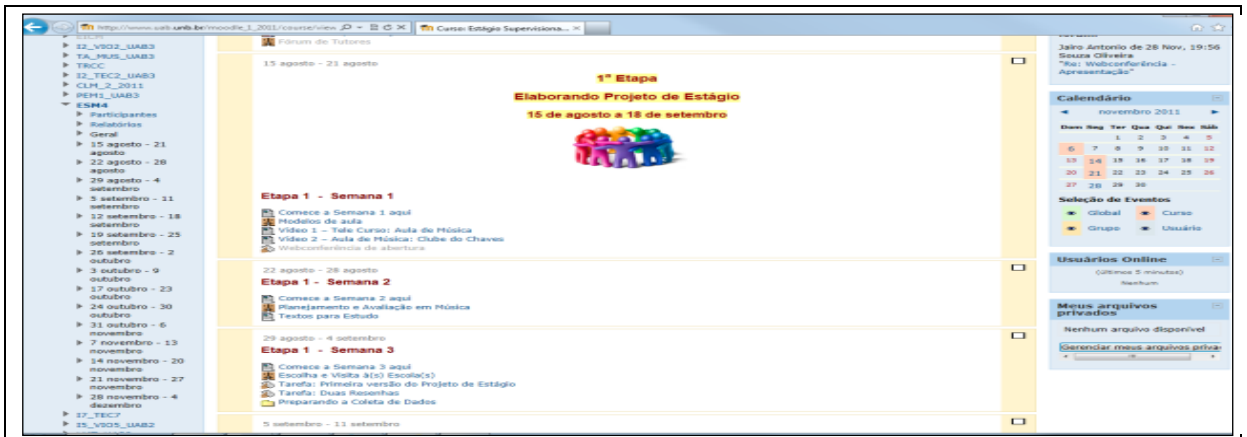 http://www.uab.unb.br/moodle_1_2011/course/view
Curso: Estágio Supervisiona...
I2_VIO2_UAB3
TA_MUS_UAB3
TRCC
I2_TEC2_UAB3
CLM_2_2011
PEM1_UAB3
ESM4
Participantes
Relatórios
Geral
15 agosto - 21
agosto
22 agosto - 28
agosto
29 agosto - 4
setembro
5 setembro - 11
setembro
12 setembro - 18
setembro
19 setembro - 25
setembro
26 setembro - 2
outubro
3 outubro - 9
outubro
17 outubro - 23
outubro
24 outubro - 30
outubro
31 outubro - 6
novembro
7 novembro - 13
novembro
14 novembro - 20
novembro
21 novembro - 27
novembro
28 novembro - 4
dezembro
I7_TEC7
I5_VIO5_UAB2
Fórum de Tutores
15 agosto - 21 agosto
1ª Etapa
Elaborando Projeto de Estágio
15 de agosto a 18 de setembro
Etapa 1 - Semana 1
Comece a Semana 1 aqui
Modelos de aula
Vídeo 1 - Tele Curso: Aula de Música
Vídeo 2 - Aula de Música: Clube do Chaves
Webconferência de abertura
22 agosto - 28 agosto
Etapa 1 - Semana 2
Comece a Semana 2 aqui
Planejamento e Avaliação em Música
Textos para Estudo
29 agosto - 4 setembro
Etapa 1 - Semana 3
Comece a Semana 3 aqui
Escolha e Visita à(s) Escola(s)
Tarefa: Primeira versão do Projeto de Estágio
Tarefa: Duas Resenhas
Preparando a Coleta de Dados
5 setembro - 11 setembro
Jairo Antonio de 28 Nov, 19:56
Souza Oliveira
"Re: Webconferência -
Apresentação"
Calendário
novembro 2011
Dom Seg Ter Qua Qui Sex Sáb
1 2 3 4 5
6 7 8 9 10 11 12
13 14 15 16 17 18 19
20 21 22 23 24 25 26
27 28 29 30
Seleção de Eventos
Global Curso
Grupo Usuário
Usuários Online
(últimos 5 minutos)
Nenhum
Meus arquivos
privados
Nenhum arquivo disponível
Gerenciar meus arquivos priva